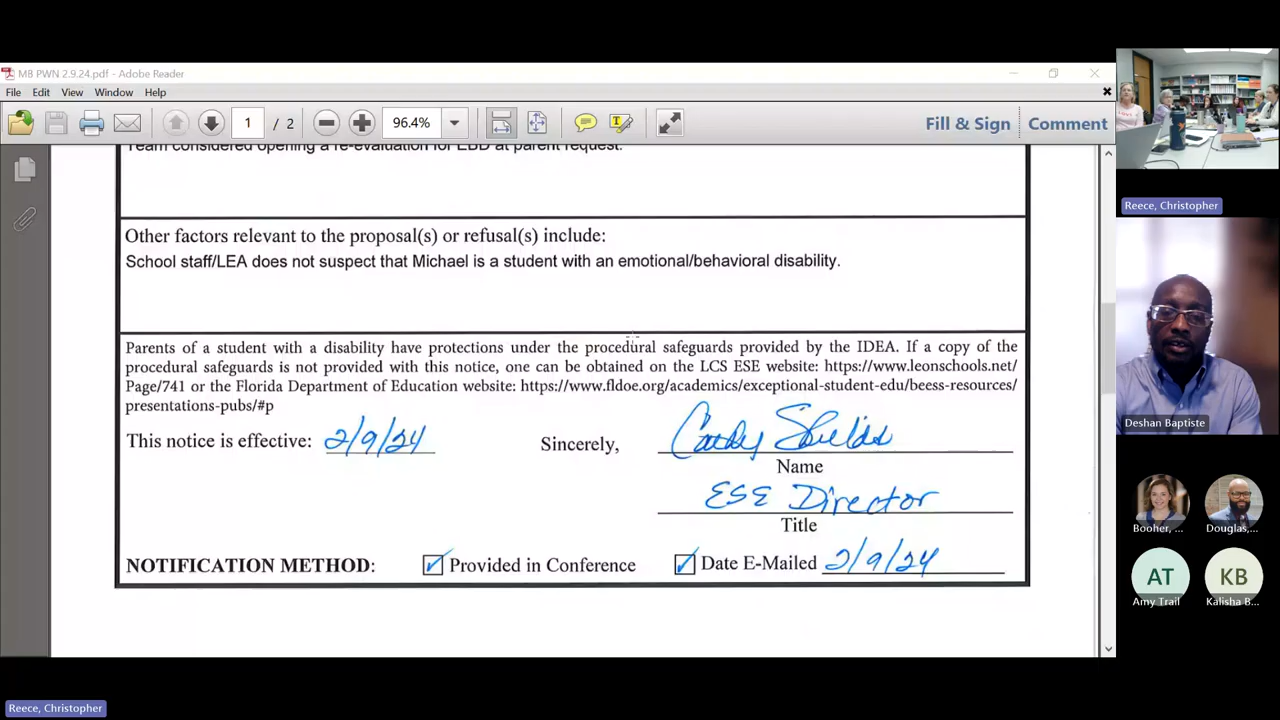 MB PWN 2.9.24.pdf - Adobe Reader
File Edit View Window Help
1 / 2 96.4% Fill & Sign Comment
Team considered opening a re-evaluation for EBD at parent request.
Other factors relevant to the proposal(s) or refusal(s) include:
School staff/LEA does not suspect that Michael is a student with an emotional/behavioral disability.
Parents of a student with a disability have protections under the procedural safeguards provided by the IDEA. If a copy of the
procedural safeguards is not provided with this notice, one can be obtained on the LCS ESE website: https://www.leonschools.net/
Page/741 or the Florida Department of Education website: https://www.fldoe.org/academics/exceptional-student-edu/beess-resources/
presentations-pubs/#p
This notice is effective: 2/9/24 Sincerely, Cathy Shields
Name
ESE Director
Title
NOTIFICATION METHOD: Provided in Conference Date E-Mailed 2/9/24
Reece, Christopher
Deshan Baptiste
Booher, ... Douglas,...
AT KB
Amy Trail Kalisha B...
Reece, Christopher